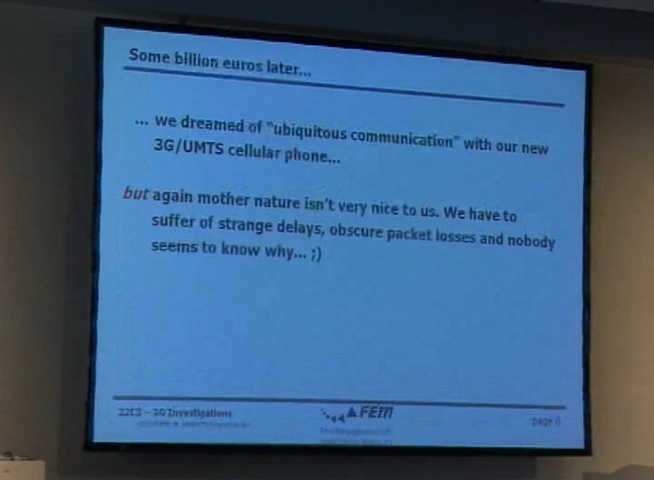 Some billion euros later...
... we dreamed of "ubiquitous communication" with our new
3G/UMTS cellular phone...
but again mother nature isn't very nice to us. We have to
suffer of strange delays, obscure packet losses and nobody
seems to know why... ;)
22C3 - 3G Investigations
FEM
page 6